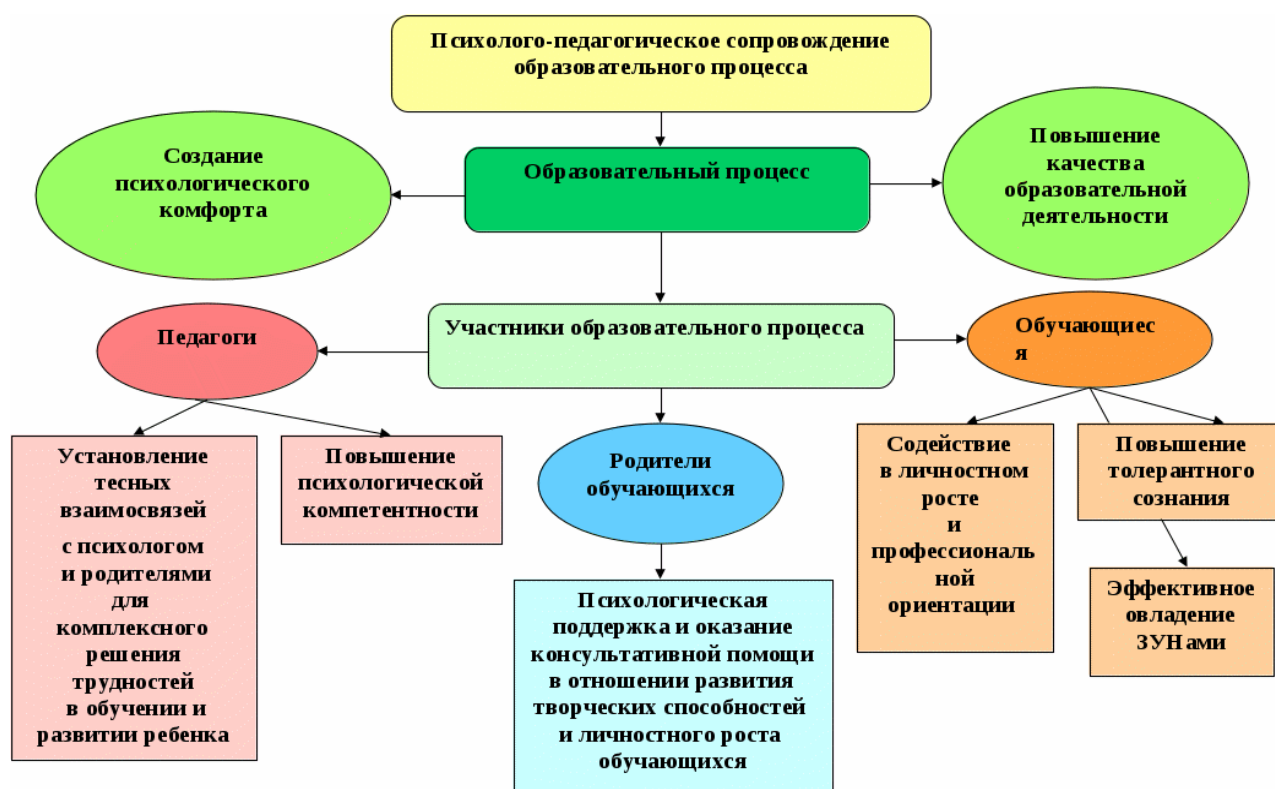 Психолого-педагогическое сопровождение
образовательного процесса
Создание
психологического
комфорта
Образовательный процесс
Повышение
качества
образовательной
деятельности
Педагоги
Участники образовательного процесса
Обучающиес
я
Установление
тесных
взаимосвязей
с психологом
и родителями
для
комплексного
решения
трудностей
в обучении и
развитии ребенка
Повышение
психологической
компетентности
Родители
обучающихся
Психологическая
поддержка и оказание
консультативной помощи
в отношении развития
творческих способностей
и личностного роста
обучающихся
Содействие
в личностном
росте
и
профессиональ
ной
ориентации
Повышение
толерантного
сознания
Эффективное
овладение
ЗУНами